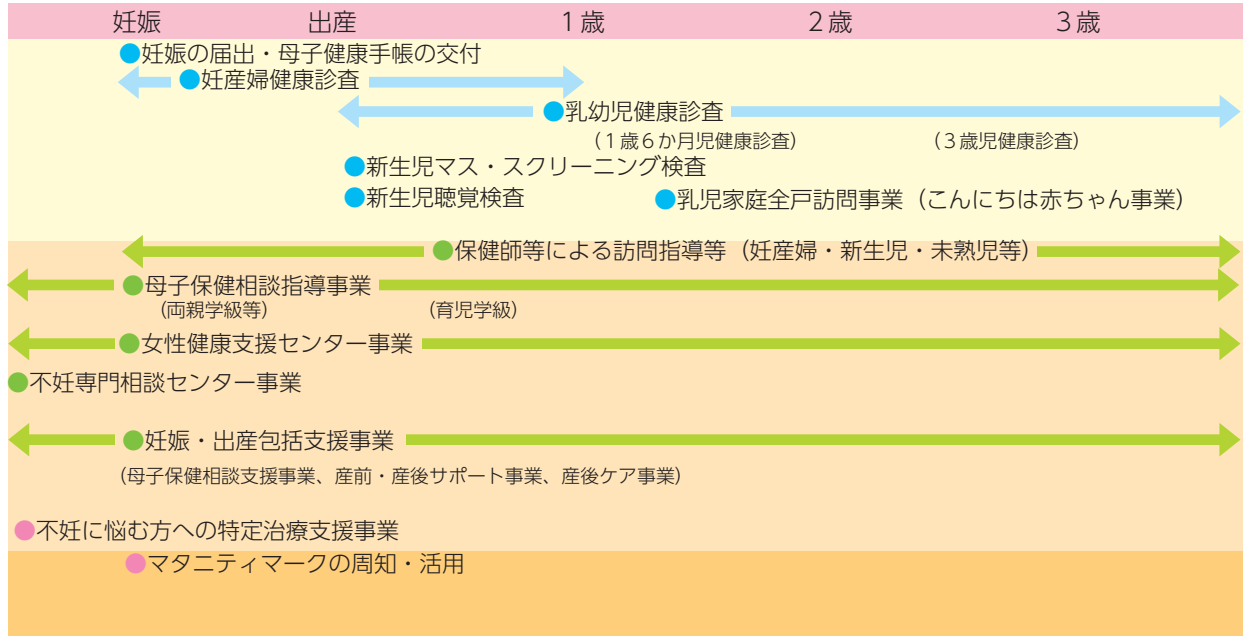 妊娠 出産 1歳 2歳 3歳
●妊娠の届出・母子健康手帳の交付
●妊産婦健康診査
●乳幼児健康診査
(1歳6か月児健康診査) (3歳児健康診査)
●新生児マス・スクリーニング検査
●新生児聴覚検査 ●乳児家庭全戸訪問事業(こんにちは赤ちゃん事業)
●保健師等による訪問指導等(妊産婦・新生児・未熟児等)
●母子保健相談指導事業
(両親学級等) (育児学級)
●女性健康支援センター事業
●不妊専門相談センター事業
●妊娠・出産包括支援事業
(母子保健相談支援事業、産前・産後サポート事業、産後ケア事業)
●不妊に悩む方への特定治療支援事業
●マタニティマークの周知・活用